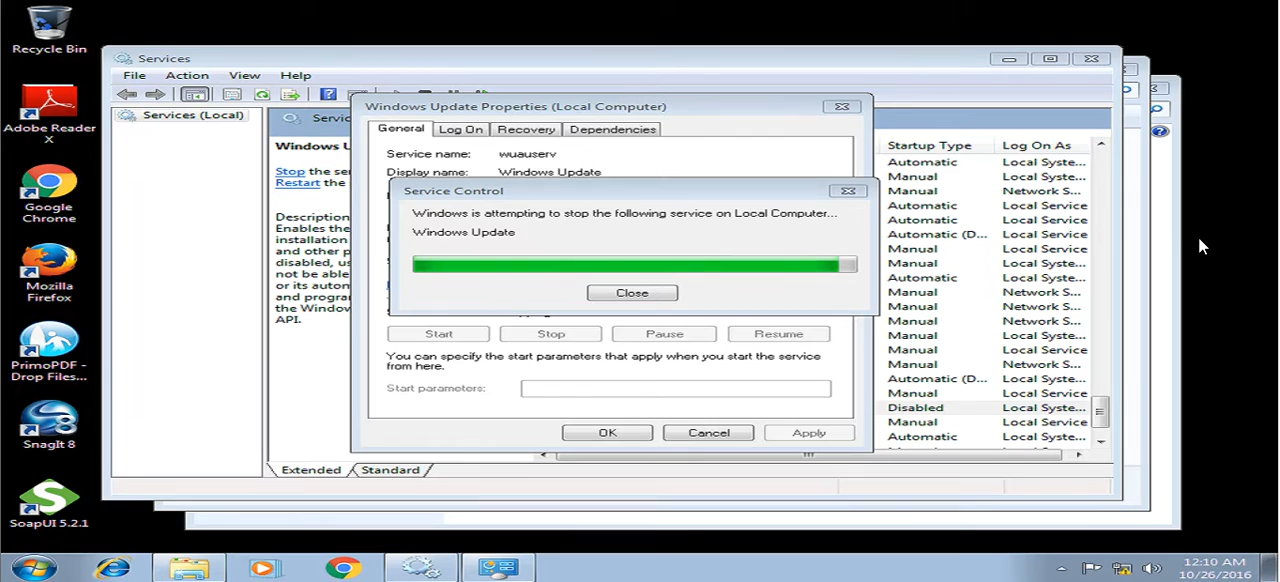 Recycle Bin
Adobe Reader
X
Google
Chrome
Mozilla
Firefox
PrimoPDF -
Drop Files...
SnagIt 8
SoapUI 5.2.1
Services
File Action View Help
Services (Local)
Windows U
Stop the ser
Restart the
Description
Enables the
installation
and other p
disabled, us
not be able
or its auton
and progran
the Window
API.
Extended Standard
Windows Update Properties (Local Computer)
General Log On Recovery Dependencies
Service name: wuauserv
Display name: Windows Update
Service Control
Windows is attempting to stop the following service on Local Computer...
Windows Update
Close
Start Stop Pause Resume
You can specify the start parameters that apply when you start the service
from here.
Start parameters:
OK Cancel Apply
Startup Type Log On As
Automatic Local Syste...
Manual Local Syste...
Manual Network S...
Automatic Local Service
Automatic Local Service
Automatic (D... Local Service
Manual Local Service
Manual Local Syste...
Automatic Local Syste...
Manual Network S...
Manual Network S...
Manual Network S...
Manual Local Service
Manual Network S...
Automatic (D... Local Syste...
Manual Local Service
Disabled Local Syste...
Manual Local Service
Automatic Local Syste...
12:10 AM
10/26/2016